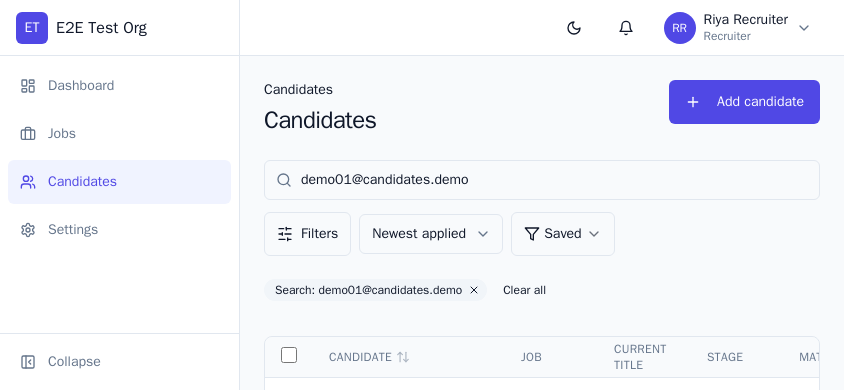 ET E2E Test Org
RR Riya Recruiter
Recruiter
Dashboard
Jobs
Candidates
Settings
Collapse
Candidates
Candidates
Add candidate
demo01@candidates.demo
Filters Newest applied Saved
Search: demo01@candidates.demo Clear all
CANDIDATE JOB CURRENT TITLE STAGE MAT